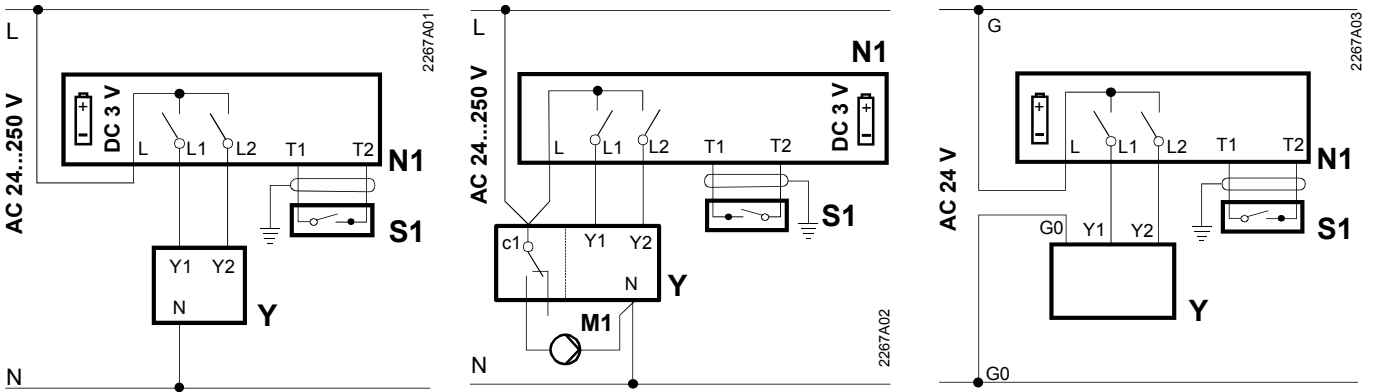 L
2267A01
AC 24...250 V
+
-
DC 3 V
L L1 L2 T1 T2
N1
S1
Y1 Y2
N
Y
N
L
2267A02
AC 24...250 V
N1
L L1 L2 T1 T2
DC 3 V
+
-
S1
c1 Y1 Y2
N
Y
M1
N
G
2267A03
AC 24 V
+
-
L L1 L2 T1 T2
N1
S1
G0 Y1 Y2
Y
G0